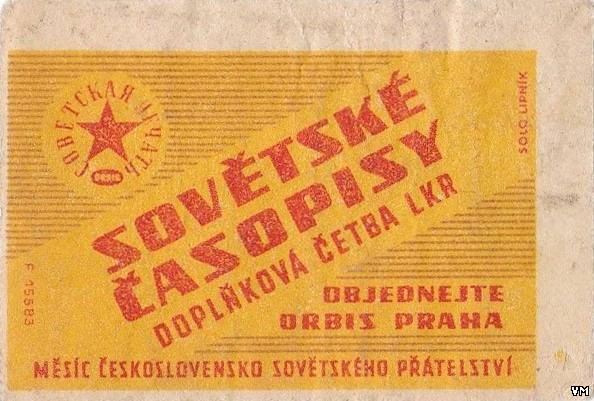 СОВЕТСКАЯ ПЕЧАТЬ
ORBIS
SOVĚTSKÉ
ČASOPISY
DOPLŇKOVÁ ČETBA LKR
OBJEDNEJTE
ORBIS PRAHA
MĚSÍC ČESKOSLOVENSKO SOVĚTSKÉHO PŘÁTELSTVÍ
SOLO LIPNÍK
F 15583
VM